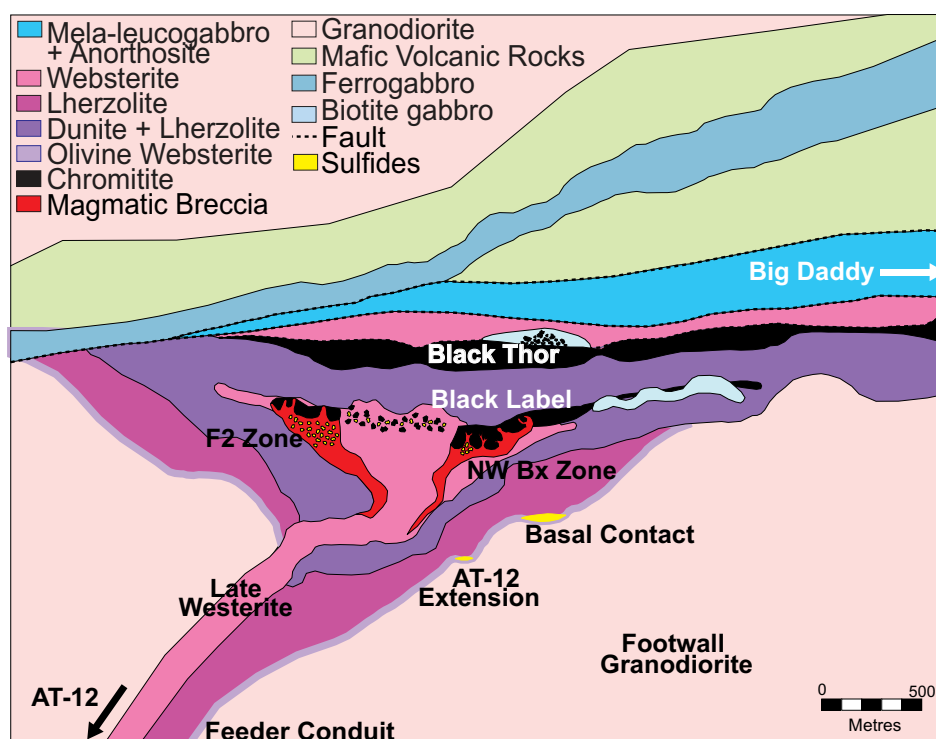 Mela-leucogabbro
+ Anorthosite
Websterite
Lherzolite
Dunite + Lherzolite
Olivine Websterite
Chromitite
Magmatic Breccia
Granodiorite
Mafic Volcanic Rocks
Ferrogabbro
Biotite gabbro
Fault
Sulfides
Big Daddy
Black Thor
Black Label
F2 Zone
NW Bx Zone
Basal Contact
AT-12
Extension
Late
Westerite
Footwall
Granodiorite
AT-12
Feeder Conduit
0 500
Metres